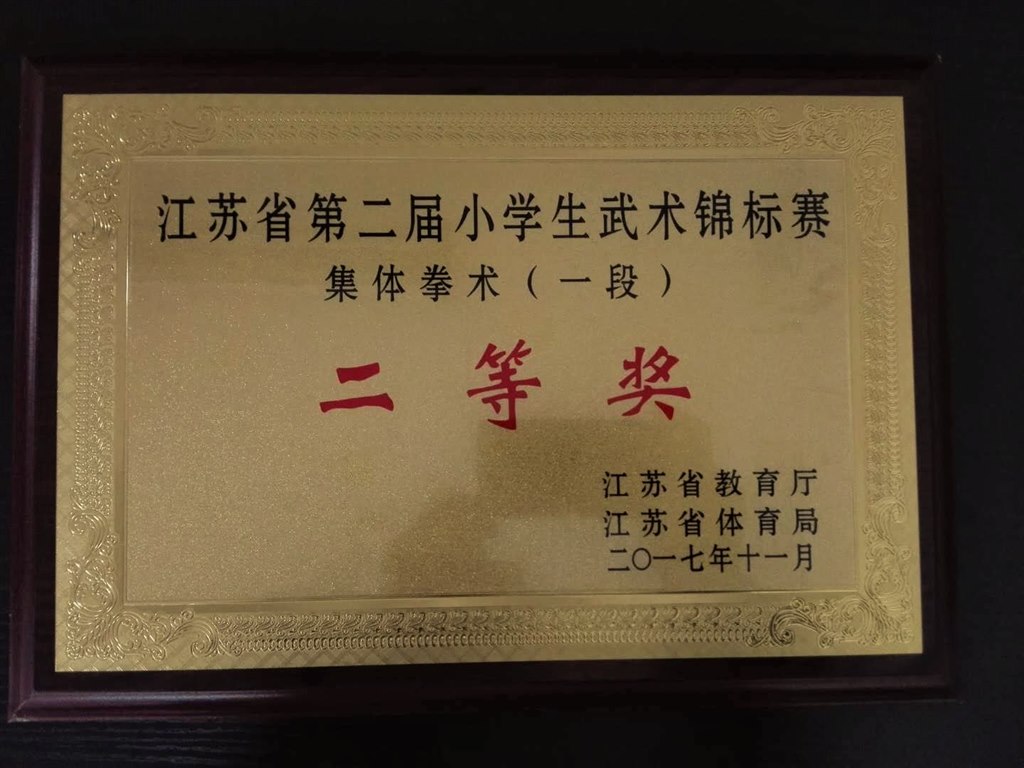 江苏省第二届小学生武术锦标赛
集体拳术（一段）
二等奖
江苏省教育厅
江苏省体育局
二〇一七年十一月